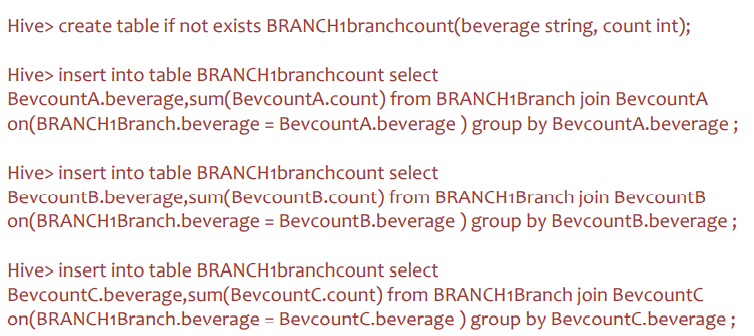 Hive> create table if not exists BRANCH1branchcount(beverage string, count int);
Hive> insert into table BRANCH1branchcount select
BevcountA.beverage,sum(BevcountA.count) from BRANCH1Branch join BevcountA
on(BRANCH1Branch.beverage = BevcountA.beverage ) group by BevcountA.beverage ;
Hive> insert into table BRANCH1branchcount select
BevcountB.beverage,sum(BevcountB.count) from BRANCH1Branch join BevcountB
on(BRANCH1Branch.beverage = BevcountB.beverage ) group by BevcountB.beverage ;
Hive> insert into table BRANCH1branchcount select
BevcountC.beverage,sum(BevcountC.count) from BRANCH1Branch join BevcountC
on(BRANCH1Branch.beverage = BevcountC.beverage ) group by BevcountC.beverage ;